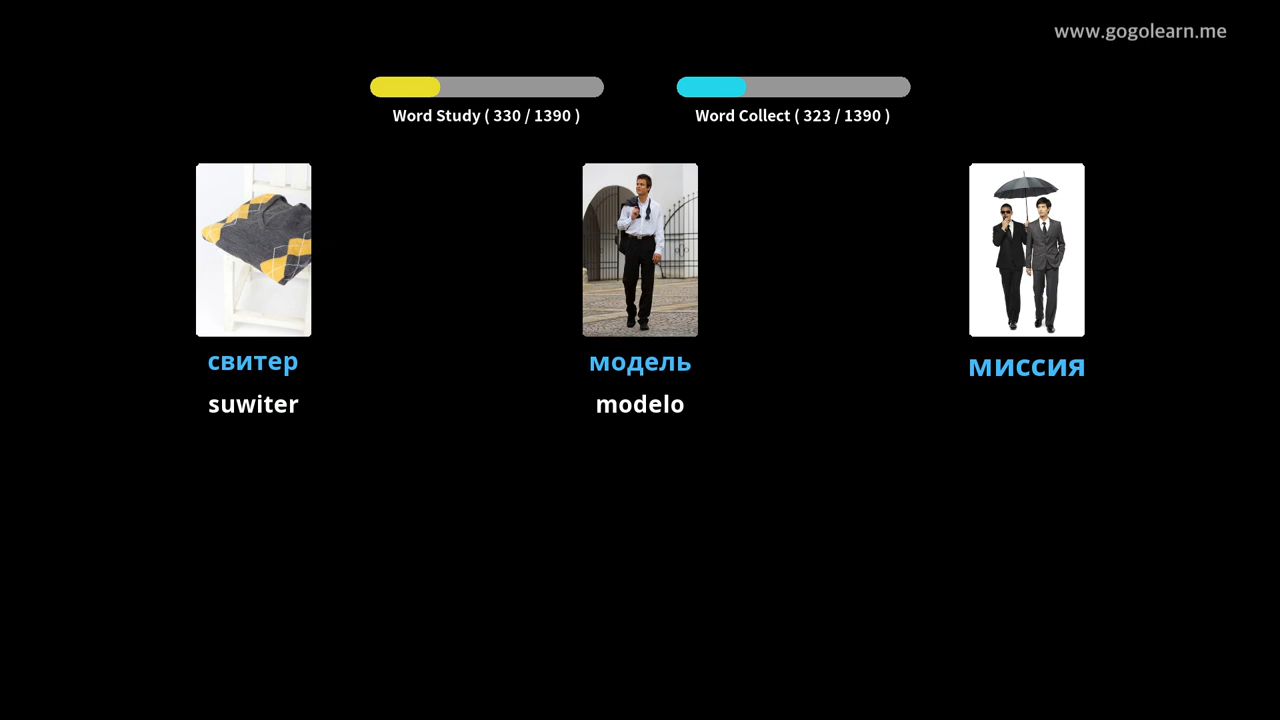 www.gogolearn.me
Word Study ( 330 / 1390 )
Word Collect ( 323 / 1390 )
свитер
модель
миссия
suwiter
modelo